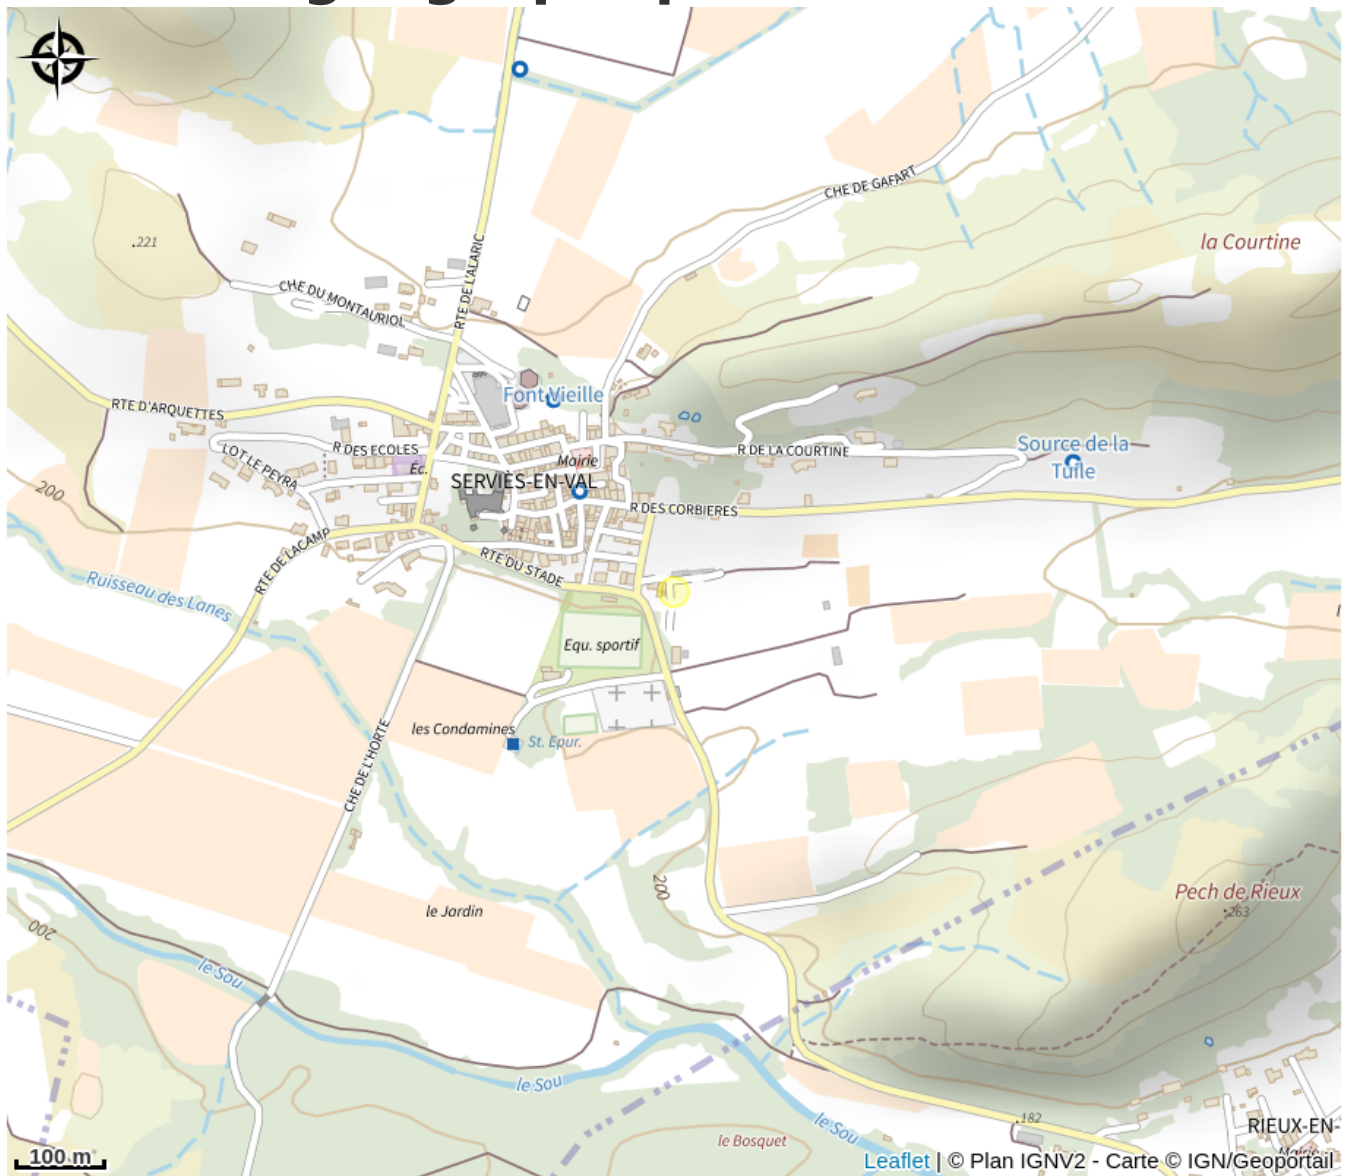 la Courtine
CHE DE GAFART
.221
RTE DE L'ALARIC
CHE DU MONTAURIOL
Font Vieille
RTE D'ARQUETTES
R DES ECOLES
Éc.
LOT LE PEYRA
Mairie
SERVIÈS-EN-VAL
R DE LA COURTINE
Source de la
Tuile
R DES CORBIERES
200
RTE DE LACAMP
RTE DU STADE
Ruisseau des Lanes
Equ. sportif
les Condamines
St. Epur.
CHE DE L'HORTE
200
Pech de Rieux
.263
le Jardin
200
le Sou
le Sou
le Sou
.182
RIEUX-EN-
le Bosquet
Mairie
100 m
Leaflet | © Plan IGNV2 - Carte © IGN/Geoportail